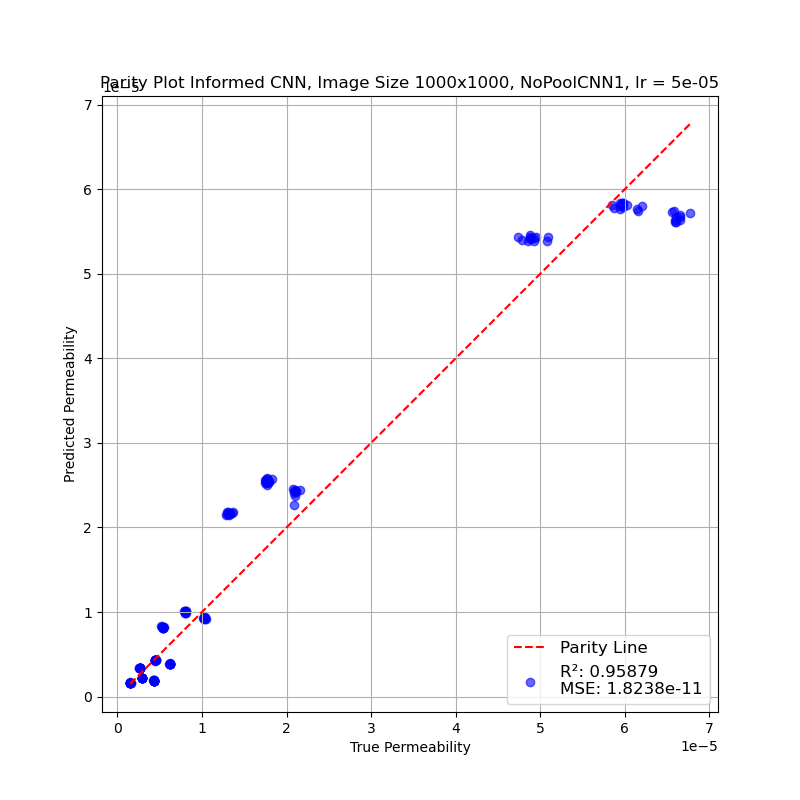 Parity Plot Informed CNN, Image Size 1000x1000, NoPoolCNN1, lr = 5e-05
1e−5
7
6
5
4
3
2
1
0
Predicted Permeability
Parity Line
R²: 0.95879
MSE: 1.8238e-11
0 1 2 3 4 5 6 7
True Permeability
1e−5